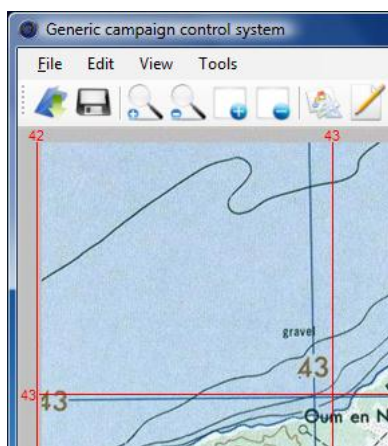 Generic campaign control system
File Edit View Tools
42 43
gravel
43
43 43
Oum en N